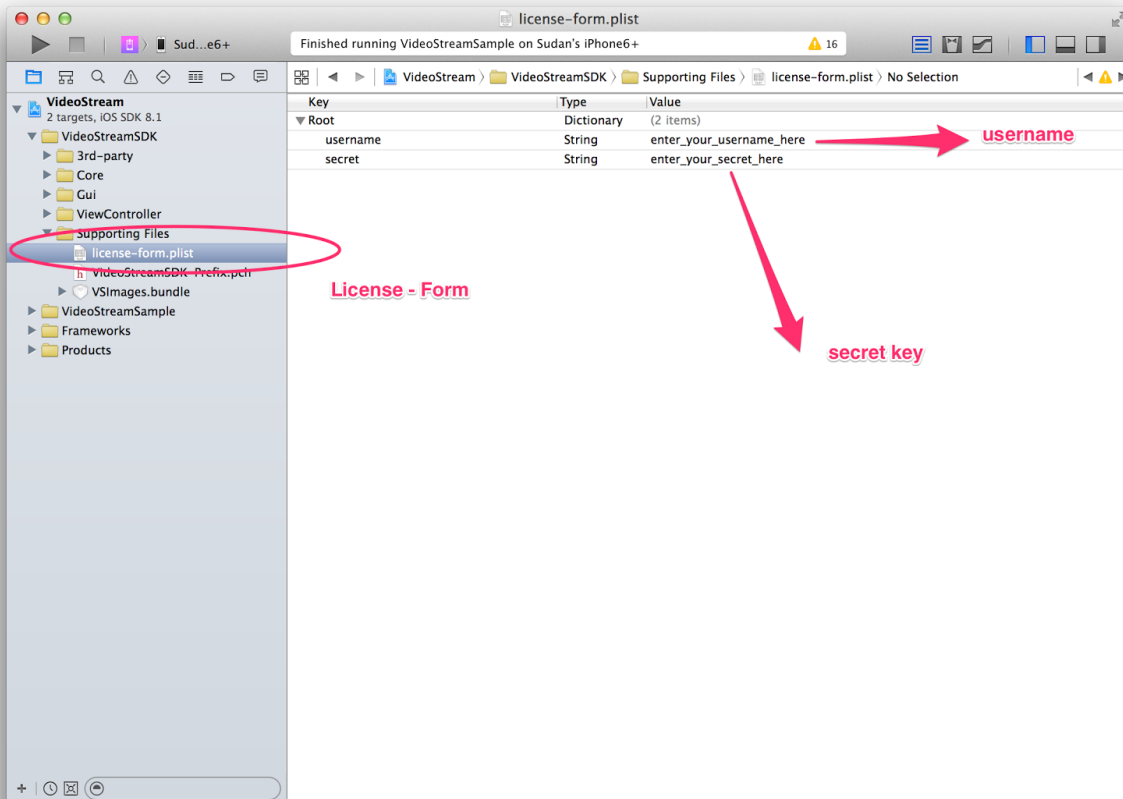 license-form.plist
Sud...e6+
Finished running VideoStreamSample on Sudan's iPhone6+
16
VideoStream
2 targets, iOS SDK 8.1
VideoStreamSDK
3rd-party
Core
Gui
ViewController
Supporting Files
license-form.plist
VideoStreamSDK-Prefix.pch
VSImages.bundle
VideoStreamSample
Frameworks
Products
VideoStream VideoStreamSDK Supporting Files license-form.plist No Selection
Key Type Value
Root Dictionary (2 items)
username String enter_your_username_here
secret String enter_your_secret_here
username
License - Form
secret key